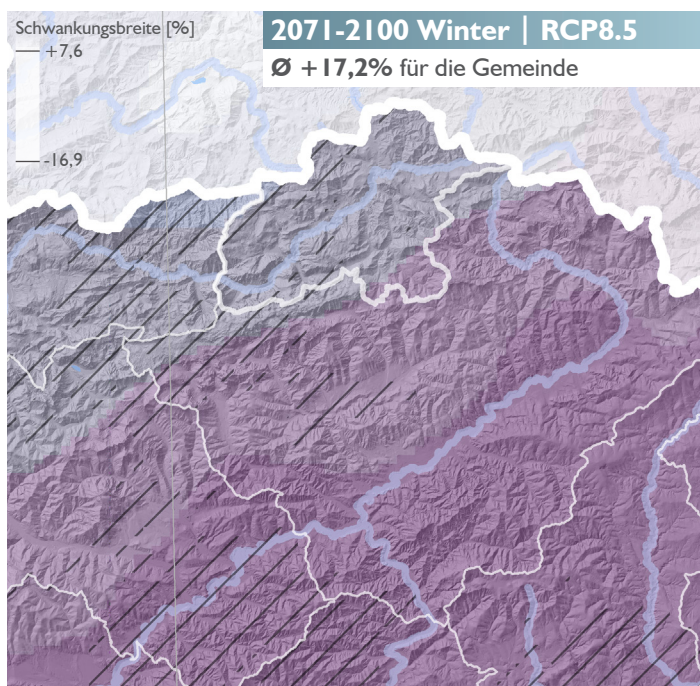 Schwankungsbreite [%]
+7,6
-16,9
2071-2100 Winter | RCP8.5
Ø +17,2% für die Gemeinde